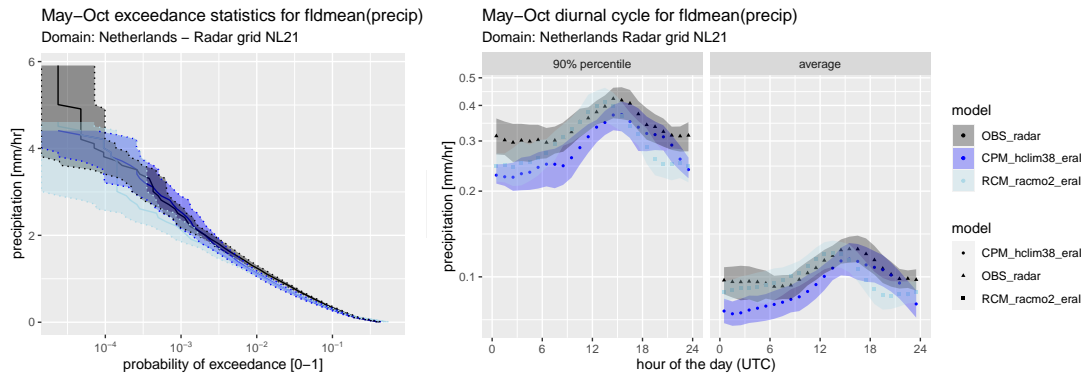 May−Oct exceedance statistics for fldmean(precip)
Domain: Netherlands − Radar grid NL21
6
4
2
0
precipitation [mm/hr]
10−4
10−3
10−2
10−1
probability of exceedance [0−1]
May−Oct diurnal cycle for fldmean(precip)
Domain: Netherlands Radar grid NL21
90% percentile
average
0.5
0.4
0.3
0.2
0.1
precipitation [mm/hr]
0 6 12 18 24 0 6 12 18 24
hour of the day (UTC)
model
OBS_radar
CPM_hclim38_eraI
RCM_racmo2_eraI
model
CPM_hclim38_eraI
OBS_radar
RCM_racmo2_eraI